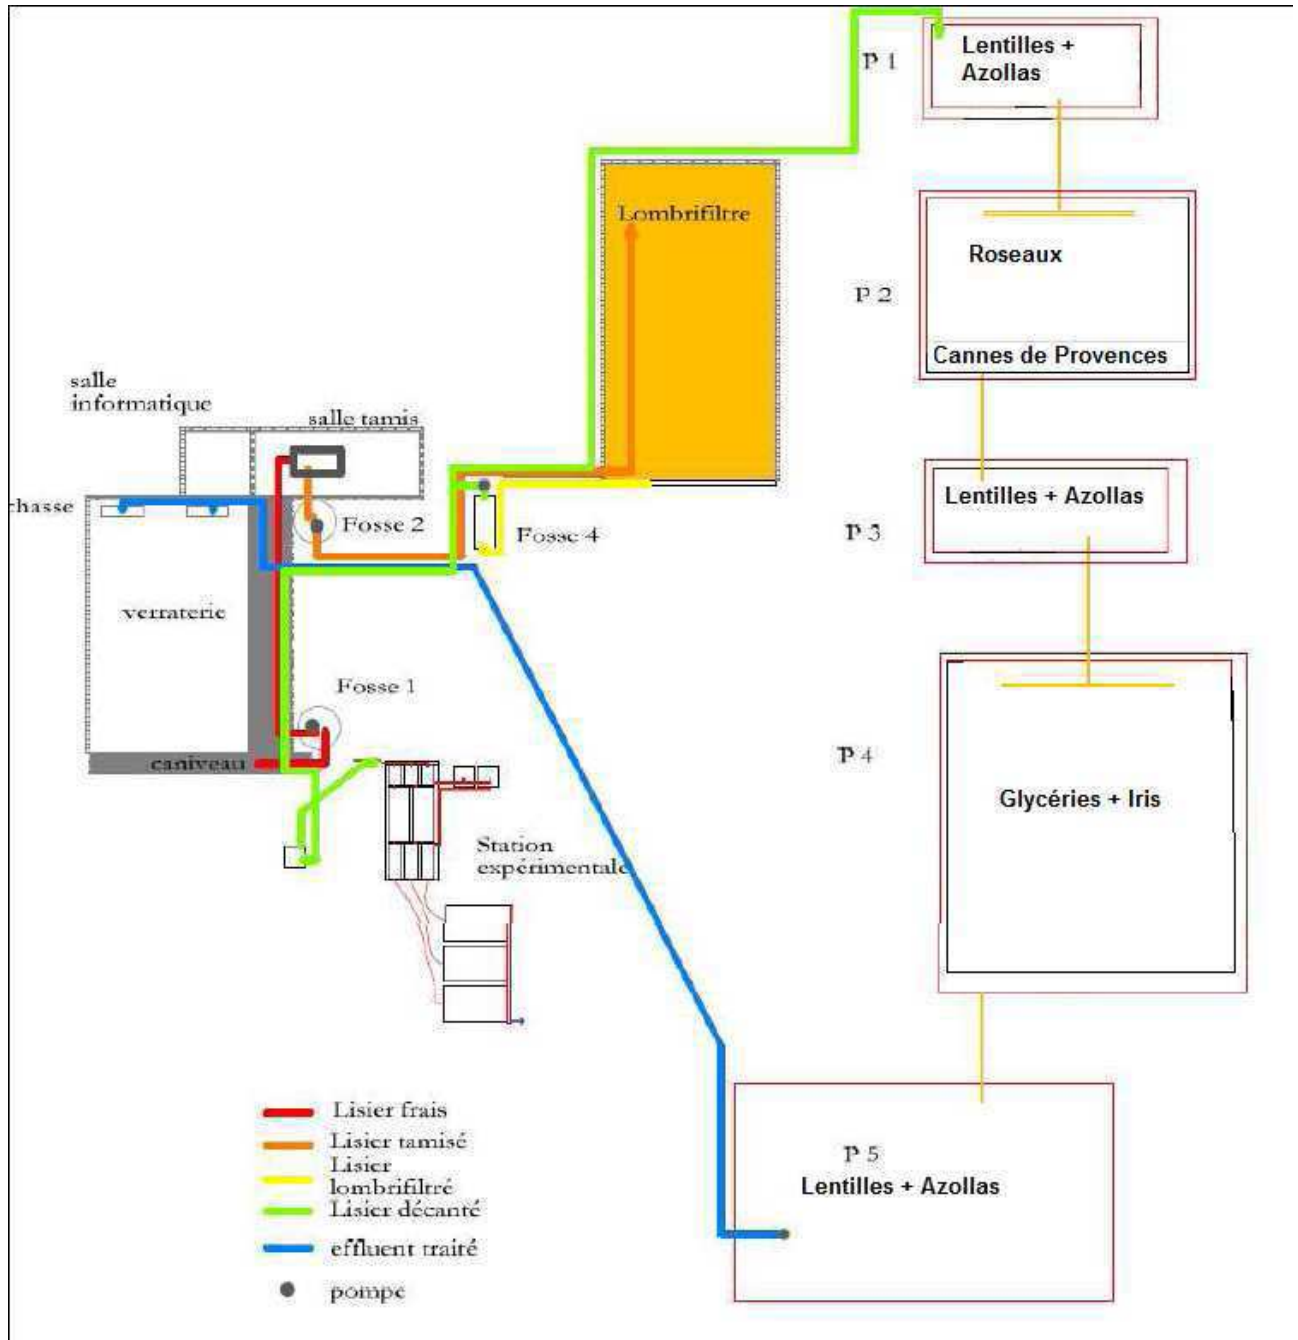 Lentilles +
Azollas
P 1
Lombrifiltre
Roseaux
P 2
Cannes de Provences
salle
informatique
salle tamis
Lentilles + Azollas
chasse
Fosse 2
Fosse 4
P 3
verraterie
Fosse 1
caniveau
P 4
Glycéries + Iris
Station
expérimentale
Lisier frais
Lisier tamisé
Lisier
lombrifiltré
Lisier décanté
effluent traité
pompe
P 5
Lentilles + Azollas